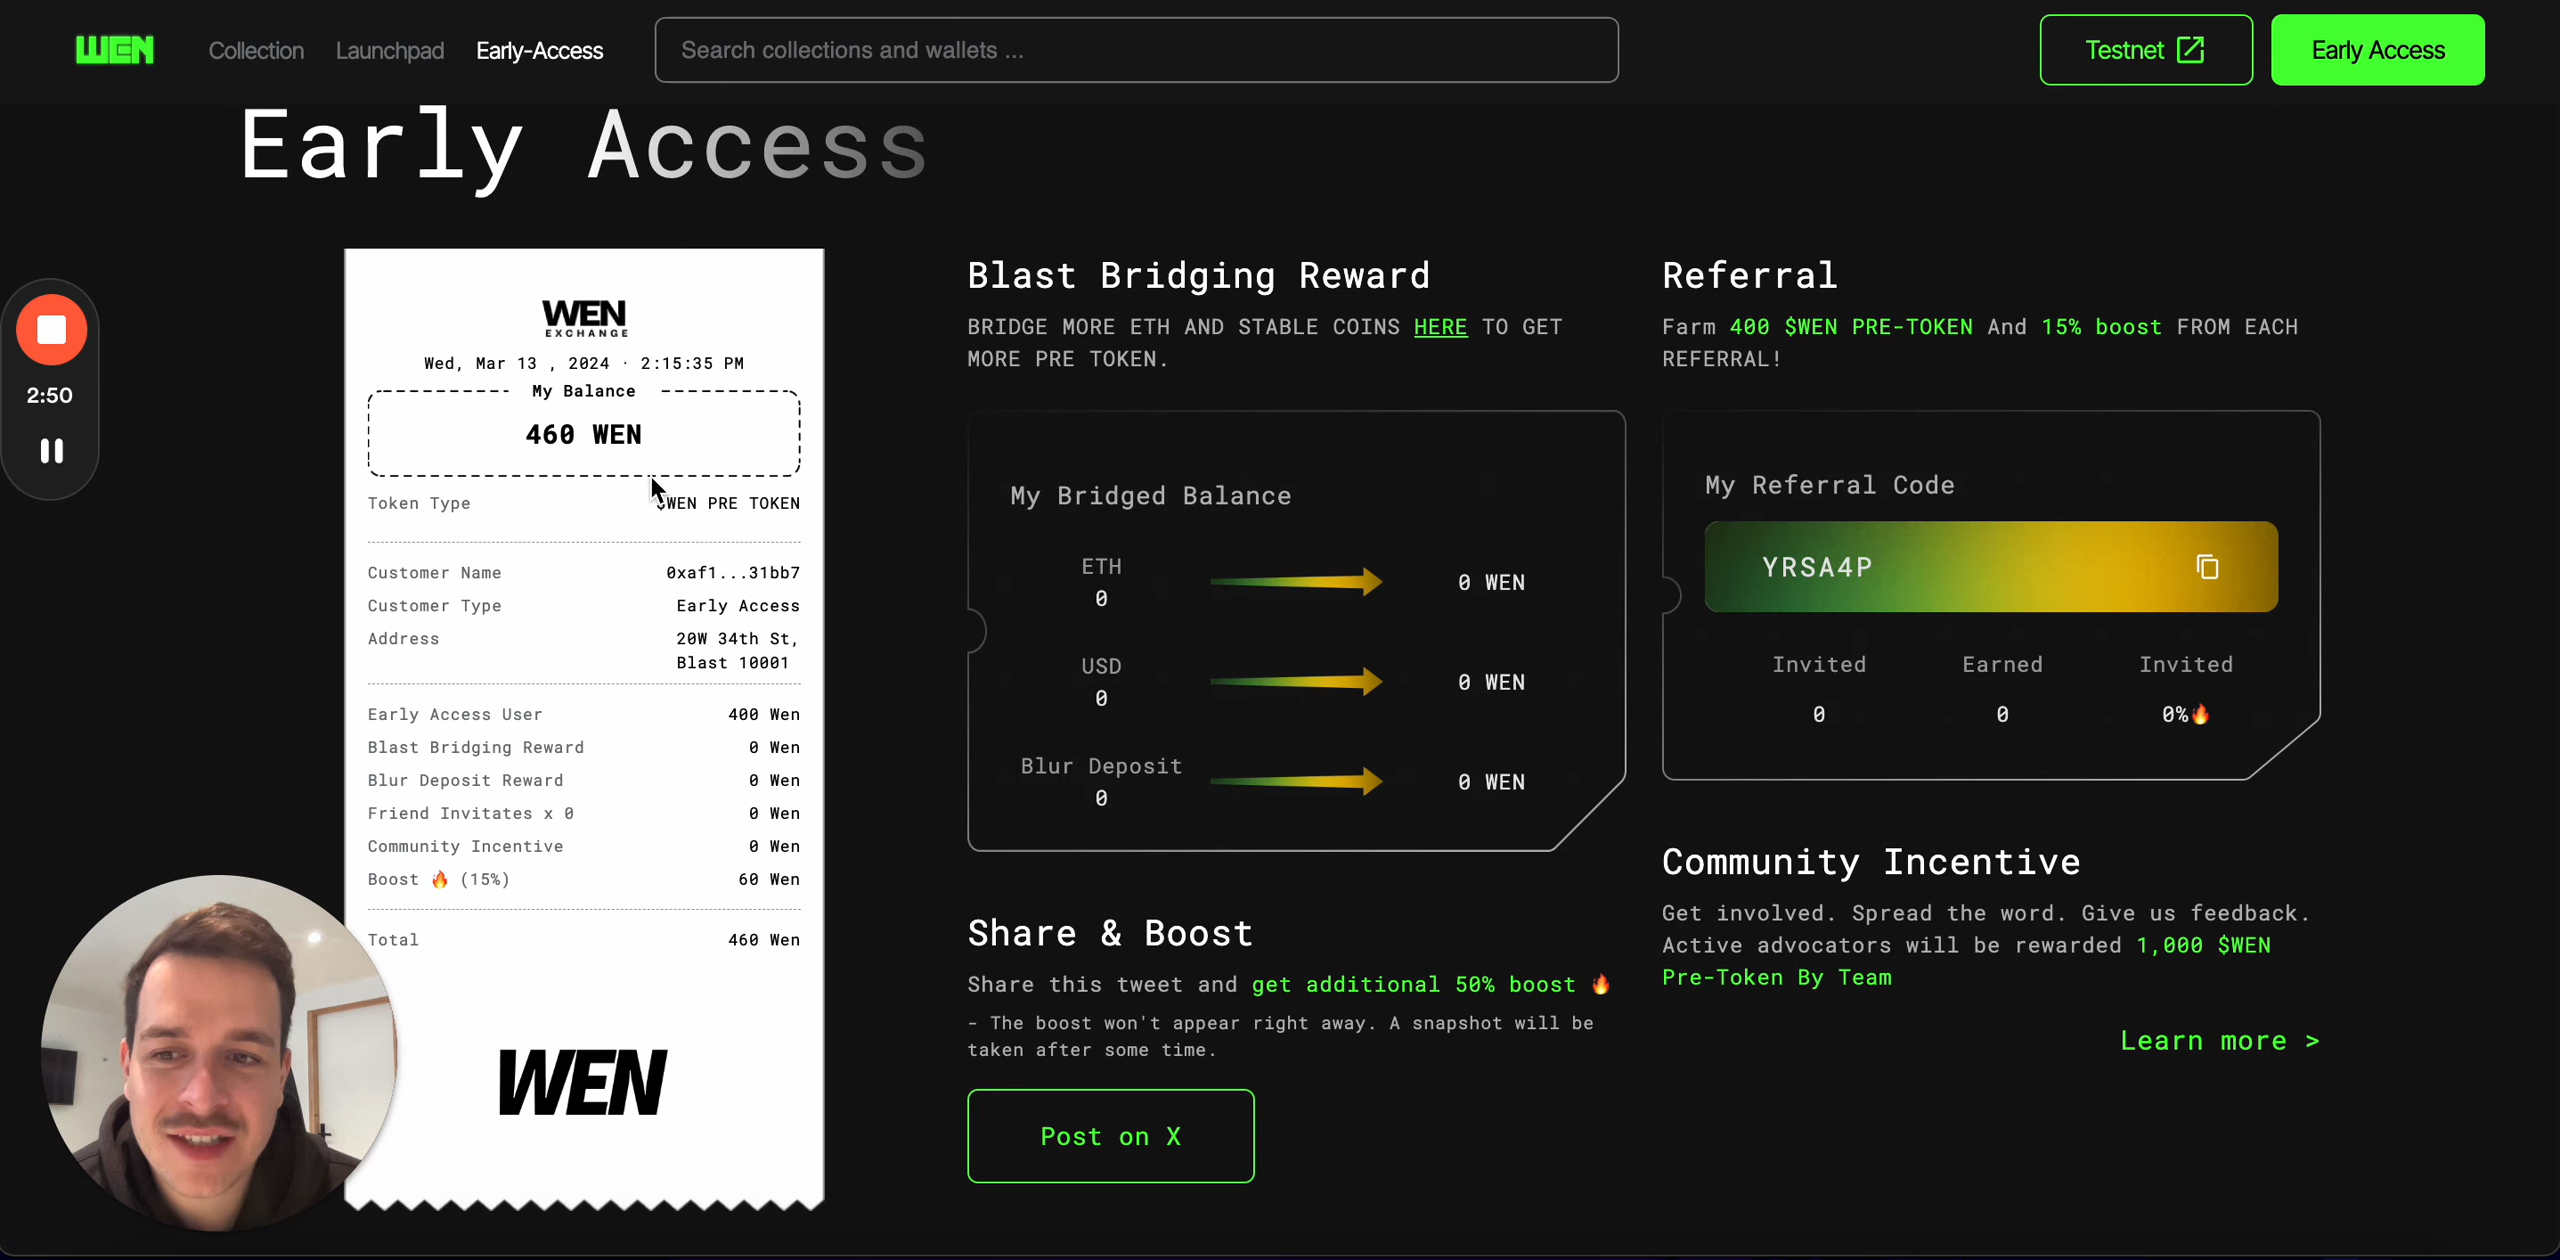 WEN
Collection
Launchpad
Early-Access
Search collections and wallets ...
Testnet
Early Access
Early Access
2:50
WEN
EXCHANGE
Wed, Mar 13 , 2024 · 2:15:35 PM
My Balance
460 WEN
Token Type $WEN PRE TOKEN
Customer Name 0xaf1...31bb7
Customer Type Early Access
Address 20W 34th St,
Blast 10001
Early Access User 400 Wen
Blast Bridging Reward 0 Wen
Blur Deposit Reward 0 Wen
Friend Invitates x 0 0 Wen
Community Incentive 0 Wen
Boost 🔥 (15%) 60 Wen
Total 460 Wen
WEN
Blast Bridging Reward
BRIDGE MORE ETH AND STABLE COINS HERE TO GET
MORE PRE TOKEN.
My Bridged Balance
ETH
0
0 WEN
USD
0
0 WEN
Blur Deposit
0
0 WEN
Share & Boost
Share this tweet and get additional 50% boost 🔥
- The boost won't appear right away. A snapshot will be
taken after some time.
Post on X
Referral
Farm 400 $WEN PRE-TOKEN And 15% boost FROM EACH
REFERRAL!
My Referral Code
YRSA4P
Invited Earned Invited
0 0 0%🔥
Community Incentive
Get involved. Spread the word. Give us feedback.
Active advocators will be rewarded 1,000 $WEN
Pre-Token By Team
Learn more >